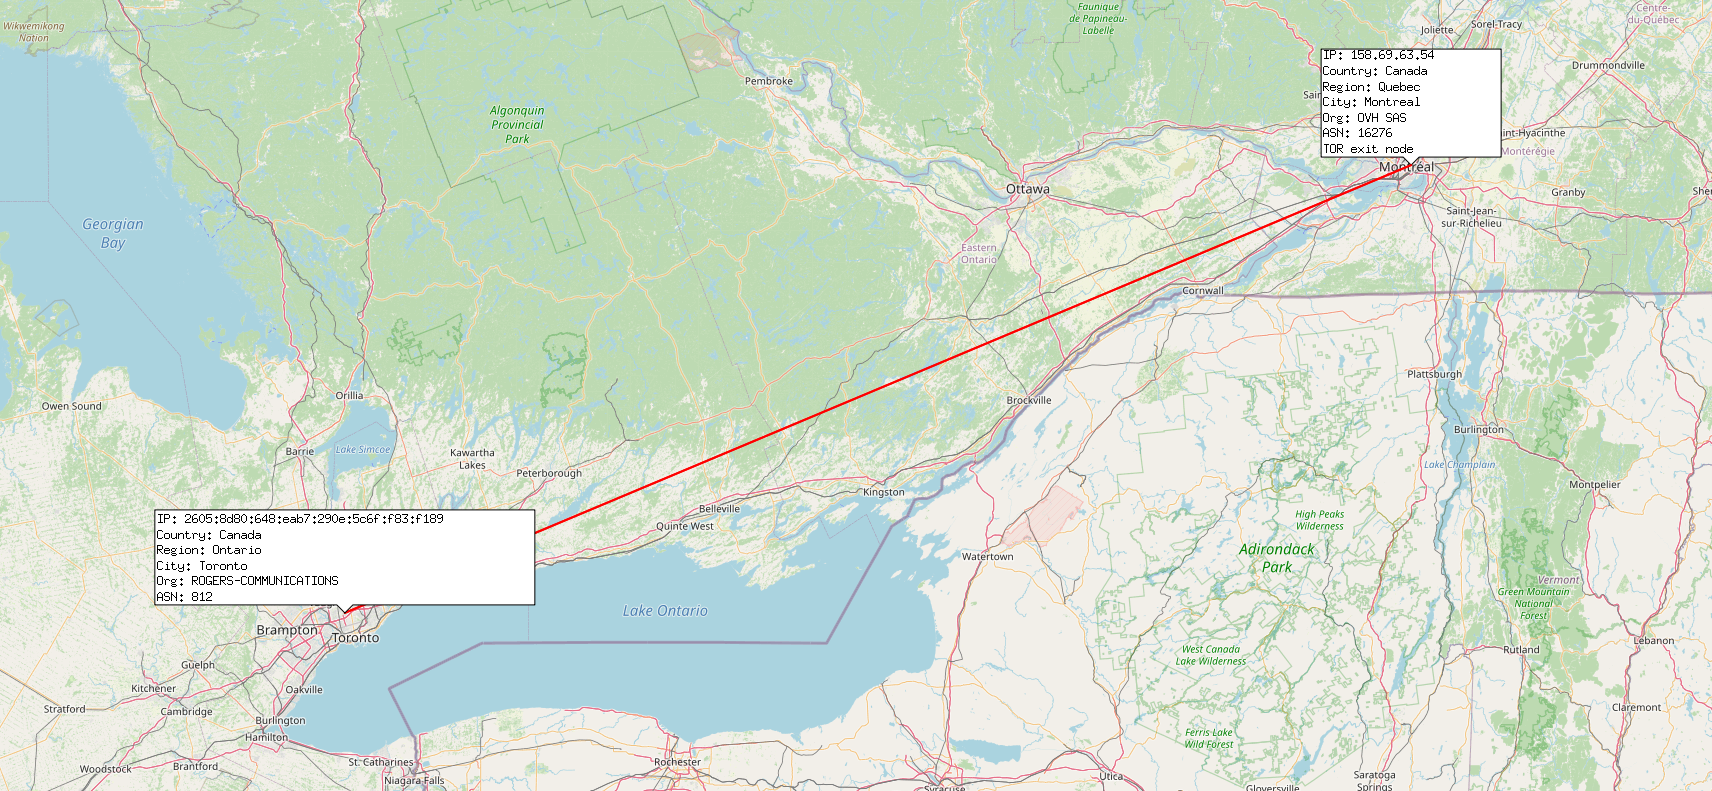 Wikwemikong
Nation
Faunique
de Papineau-
Labelle
Centre-
du-Québec
Joliette
Sorel-Tracy
Drummondville
Pembroke
Algonquin
Provincial
Park
IP: 158.69.63.54
Country: Canada
Region: Quebec
City: Montreal
Org: OVH SAS
ASN: 16276
TOR exit node
Montérégie
Montréal
Ottawa
Granby
Saint-Jean-
sur-Richelieu
Georgian
Bay
Eastern
Ontario
Cornwall
Plattsburgh
Owen Sound
Orillia
Brockville
Barrie
Lake Simcoe
Kawartha
Lakes
Peterborough
Burlington
Lake Champlain
Kingston
Belleville
Quinte West
Montpelier
High Peaks
Wilderness
IP: 2605:8d80:648:eab7:290e:5c6f:f83:f189
Country: Canada
Region: Ontario
City: Toronto
Org: ROGERS-COMMUNICATIONS
ASN: 812
Watertown
Adirondack
Park
Vermont
Green Mountain
National
Forest
Lake Ontario
Brampton
Toronto
Lebanon
West Canada
Lake Wilderness
Rutland
Guelph
Kitchener
Oakville
Stratford
Cambridge
Claremont
Burlington
Hamilton
Ferris Lake
Wild Forest
Woodstock
Brantford
St. Catharines
Niagara Falls
Rochester
Syracuse
Utica
Saratoga
Springs
Gloversville